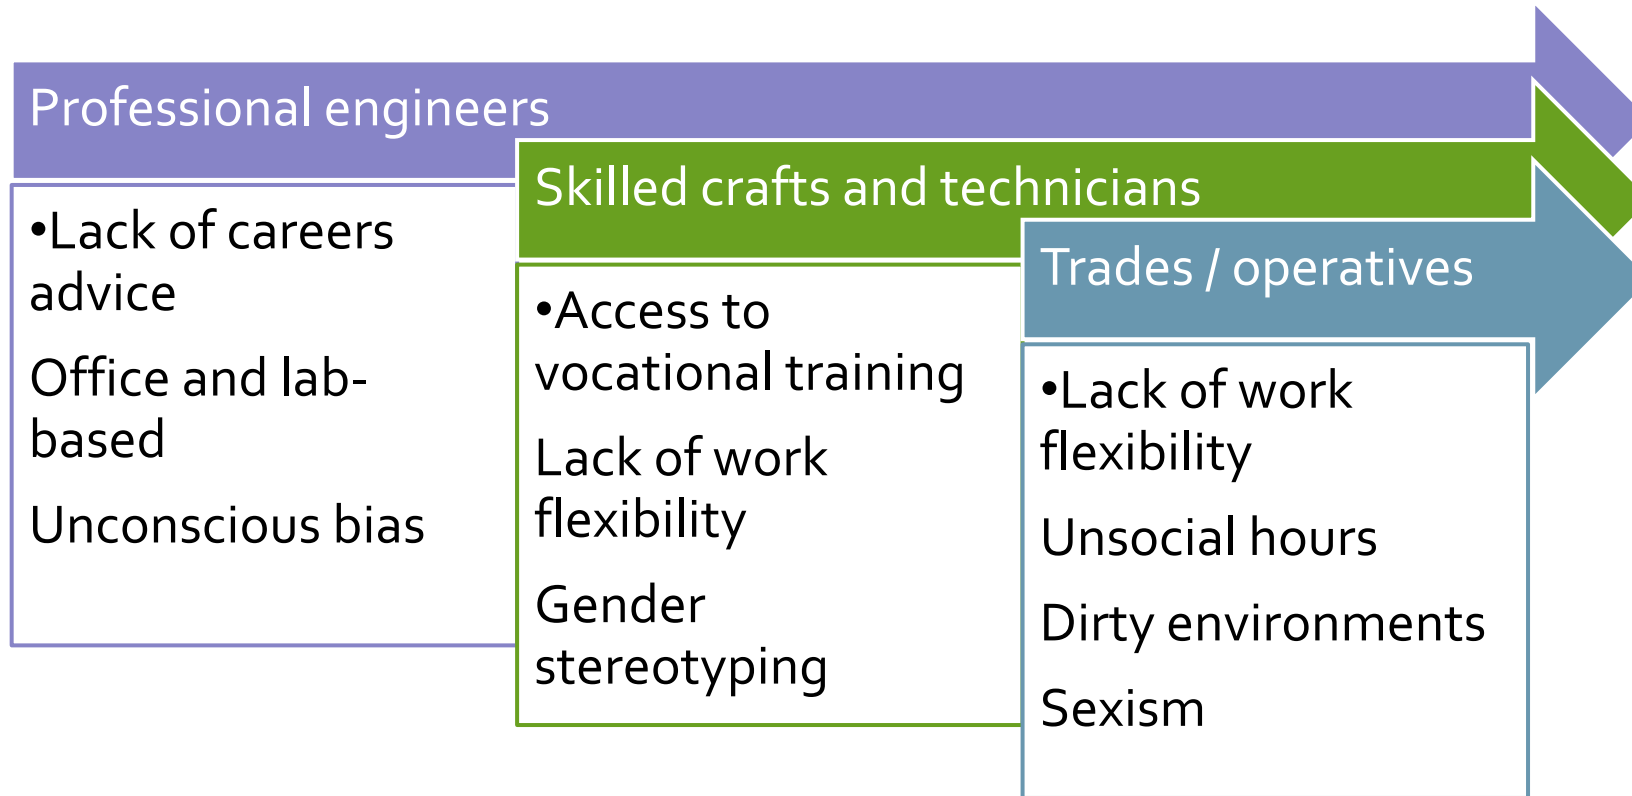 Professional engineers
•Lack of careers
advice
Office and lab-
based
Unconscious bias
Skilled crafts and technicians
•Access to
vocational training
Lack of work
flexibility
Gender
stereotyping
Trades / operatives
•Lack of work
flexibility
Unsocial hours
Dirty environments
Sexism